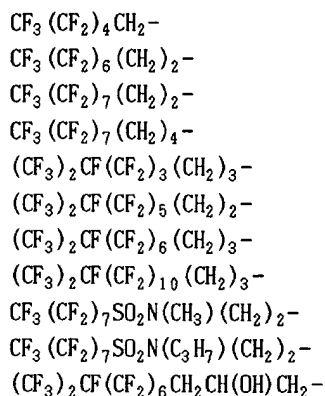 CF₃(CF₂)₄CH₂−
CF₃(CF₂)₆(CH₂)₂−
CF₃(CF₂)₇(CH₂)₂−
CF₃(CF₂)₇(CH₂)₄−
(CF₃)₂CF(CF₂)₃(CH₂)₃−
(CF₃)₂CF(CF₂)₅(CH₂)₂−
(CF₃)₂CF(CF₂)₆(CH₂)₃−
(CF₃)₂CF(CF₂)₁₀(CH₂)₃−
CF₃(CF₂)₇SO₂N(CH₃)(CH₂)₂−
CF₃(CF₂)₇SO₂N(C₃H₇)(CH₂)₂−
(CF₃)₂CF(CF₂)₆CH₂CH(OH)CH₂−